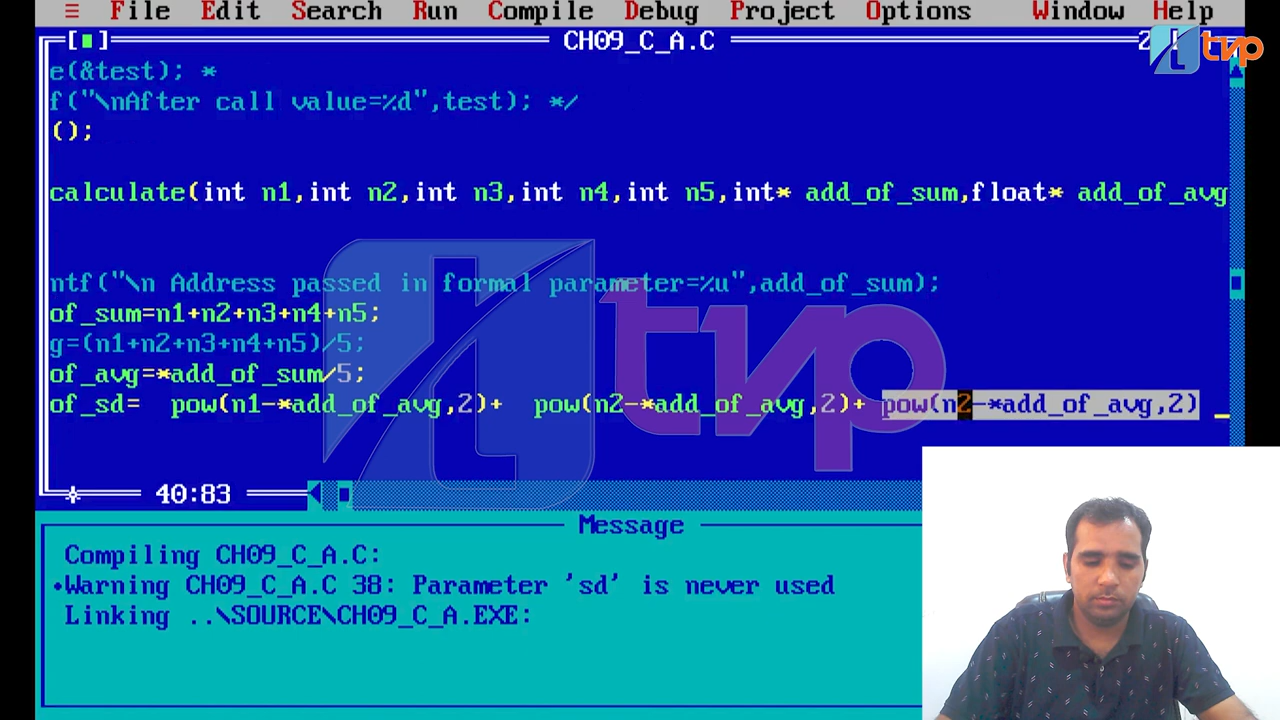 ≡ File Edit Search Run Compile Debug Project Options Window Help
CH09_C_A.C
tvp
e(&test); *
f("\nAfter call value=%d",test); */
();
calculate(int n1,int n2,int n3,int n4,int n5,int* add_of_sum,float* add_of_avg
ntf("\n Address passed in formal parameter=%u",add_of_sum);
of_sum=n1+n2+n3+n4+n5;
g=(n1+n2+n3+n4+n5)/5;
of_avg=*add_of_sum/5;
of_sd= pow(n1-*add_of_avg,2)+ pow(n2-*add_of_avg,2)+ pow(n2-*add_of_avg,2)
tvp
40:83
Message
Compiling CH09_C_A.C:
•Warning CH09_C_A.C 38: Parameter 'sd' is never used
Linking ..\SOURCE\CH09_C_A.EXE: